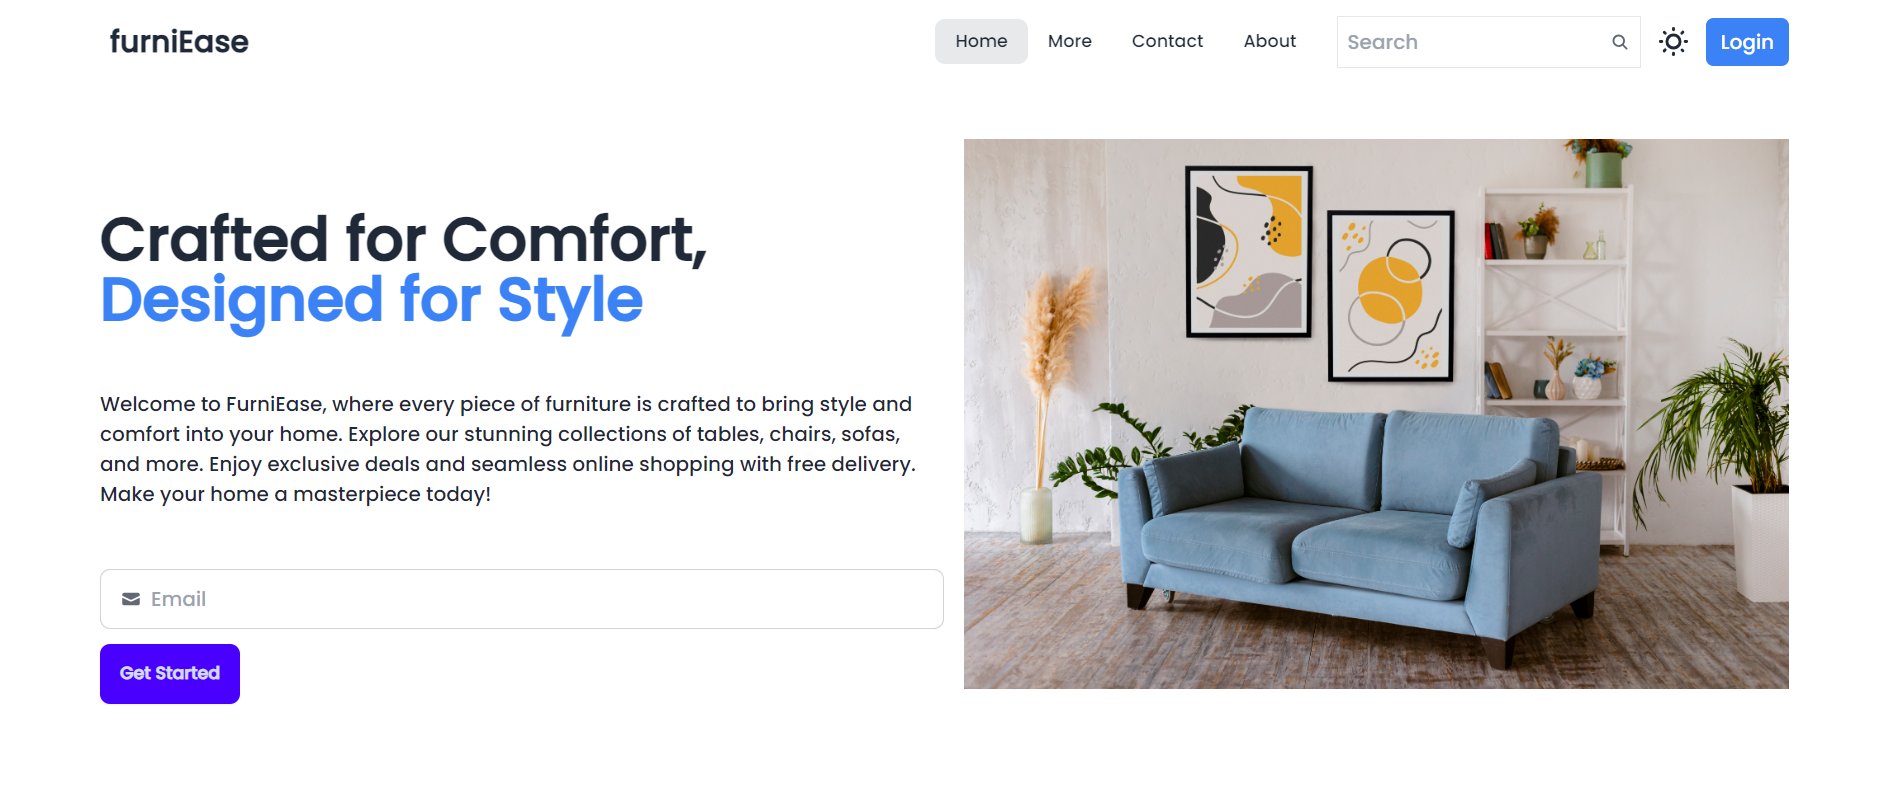 furniEase
Home More Contact About Search Login
Crafted for Comfort,
Designed for Style
Welcome to FurniEase, where every piece of furniture is crafted to bring style and
comfort into your home. Explore our stunning collections of tables, chairs, sofas,
and more. Enjoy exclusive deals and seamless online shopping with free delivery.
Make your home a masterpiece today!
Email
Get Started